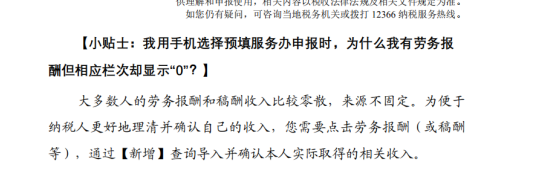 供理解和申报使用，相关内容以税收法律法规及相关文件规定为准。
如您仍有疑问，可咨询当地税务机关或拨打 12366 纳税服务热线。
【小贴士：我用手机选择预填服务办申报时，为什么我有劳务报
酬但相应栏次却显示“0”？】
大多数人的劳务报酬和稿酬收入比较零散，来源不固定。为便于
纳税人更好地理清并确认自己的收入，您需要点击劳务报酬（或稿酬
等），通过【新增】查询导入并确认本人实际取得的相关收入。